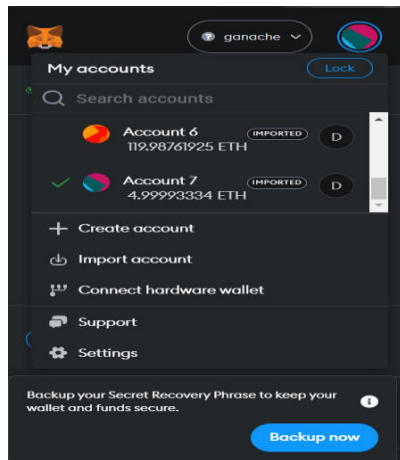 ganache
My accounts
Lock
Search accounts
Account 6
IMPORTED
D
119.98761925 ETH
Account 7
IMPORTED
D
4.99993334 ETH
Create account
Import account
Connect hardware wallet
Support
Settings
Backup your Secret Recovery Phrase to keep your
wallet and funds secure.
Backup now